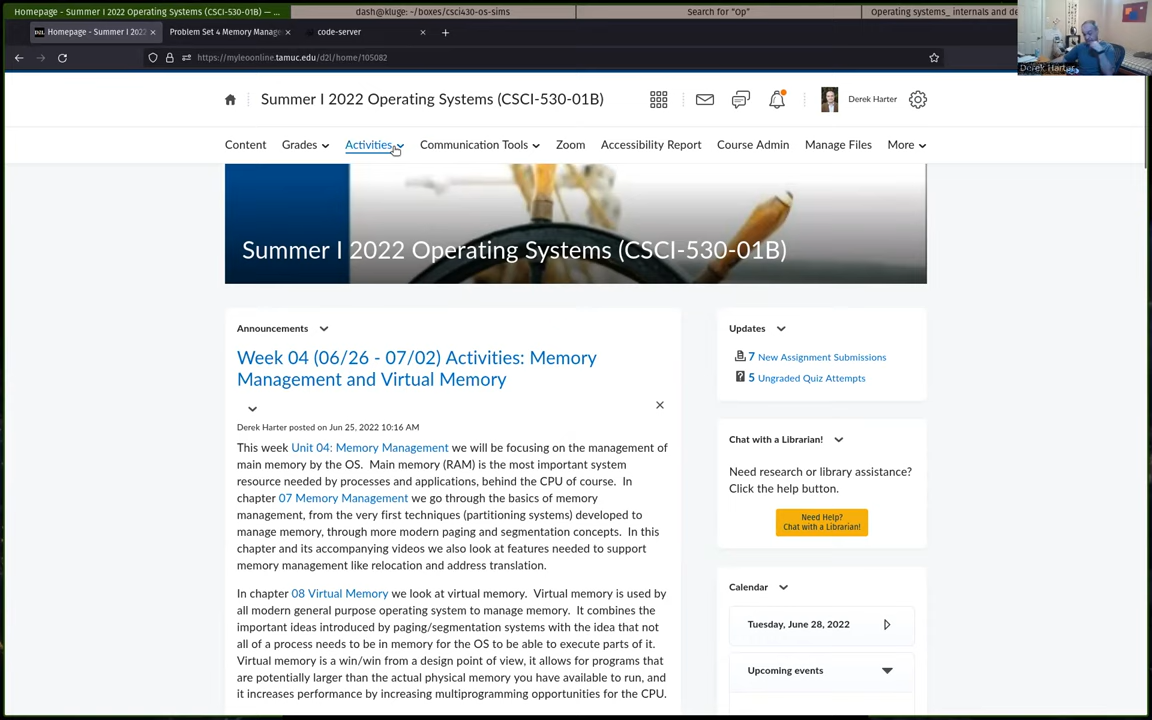 Homepage - Summer I 2022 Operating Systems (CSCI-530-01B) — ...
dash@kluge: ~/boxes/csci430-os-sims
Search for "Op"
Operating systems_ internals and de
Homepage - Summer I 2022
Problem Set 4 Memory Manage
code-server
https://myleoonline.tamuc.edu/d2l/home/105082
Derek Harter
Summer I 2022 Operating Systems (CSCI-530-01B)
Derek Harter
Content
Grades
Activities
Communication Tools
Zoom
Accessibility Report
Course Admin
Manage Files
More
Summer I 2022 Operating Systems (CSCI-530-01B)
Announcements
Week 04 (06/26 - 07/02) Activities: Memory
Management and Virtual Memory
Derek Harter posted on Jun 25, 2022 10:16 AM
This week Unit 04: Memory Management we will be focusing on the management of
main memory by the OS.  Main memory (RAM) is the most important system
resource needed by processes and applications, behind the CPU of course.  In
chapter 07 Memory Management we go through the basics of memory
management, from the very first techniques (partitioning systems) developed to
manage memory, through more modern paging and segmentation concepts.  In this
chapter and its accompanying videos we also look at features needed to support
memory management like relocation and address translation.
In chapter 08 Virtual Memory we look at virtual memory.  Virtual memory is used by
all modern general purpose operating system to manage memory.  It combines the
important ideas introduced by paging/segmentation systems with the idea that not
all of a process needs to be in memory for the OS to be able to execute parts of it.
Virtual memory is a win/win from a design point of view, it allows for programs that
are potentially larger than the actual physical memory you have available to run, and
it increases performance by increasing multiprogramming opportunities for the CPU.
Updates
7 New Assignment Submissions
5 Ungraded Quiz Attempts
Chat with a Librarian!
Need research or library assistance?
Click the help button.
Need Help?
Chat with a Librarian!
Calendar
Tuesday, June 28, 2022
Upcoming events